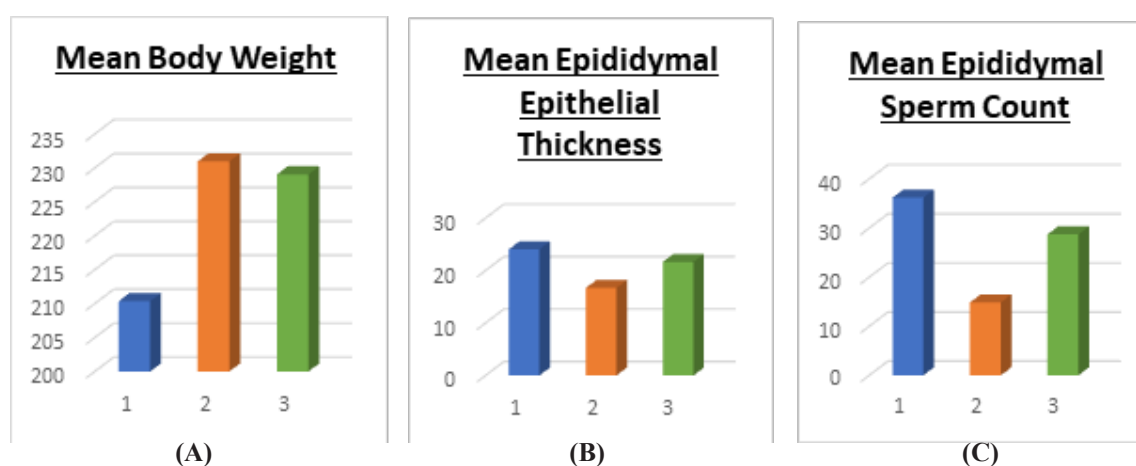 Mean Body Weight
235
230
225
220
215
210
205
200
1 2 3
(A)
Mean Epididymal
Epithelial
Thickness
30
20
10
0
1 2 3
(B)
Mean Epididymal
Sperm Count
40
30
20
10
0
1 2 3
(C)